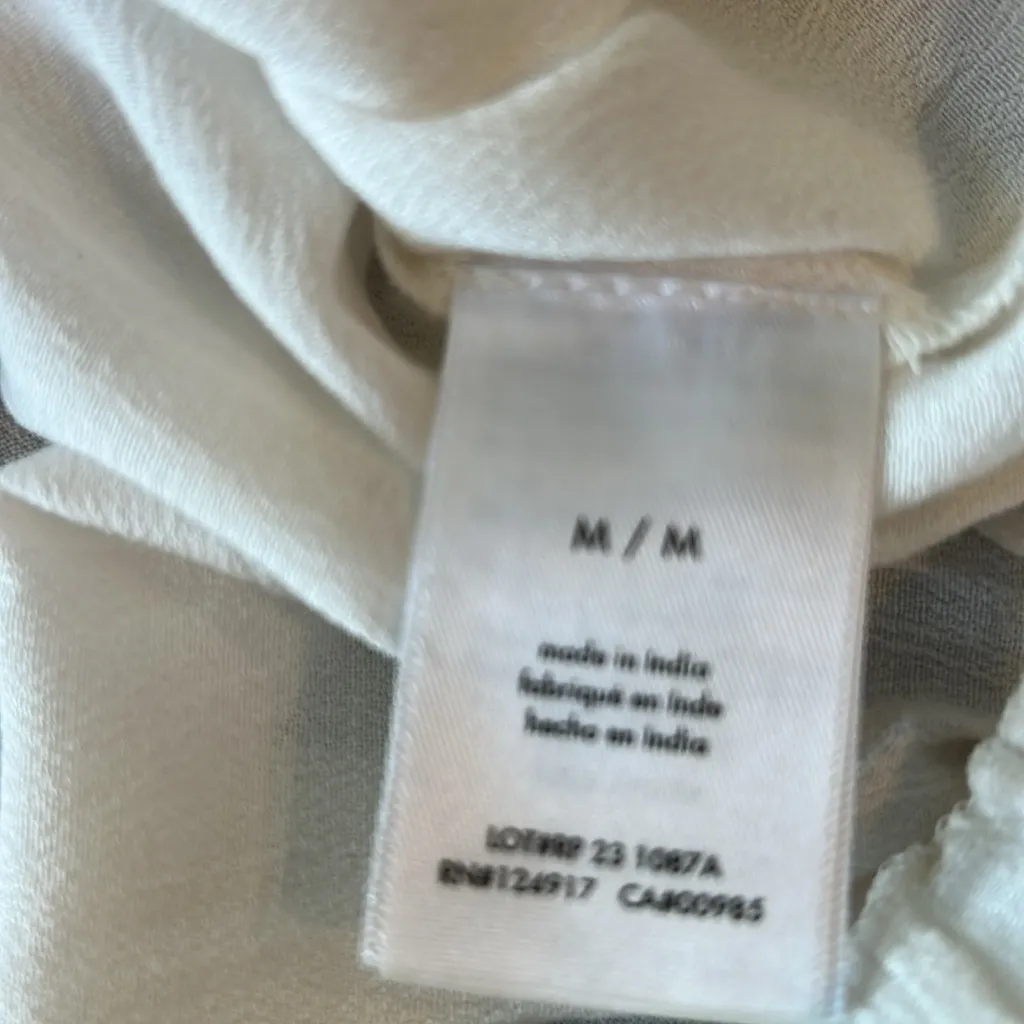 M / M
made in india
fabriqué en inde
hecho en india
LOT#RP 23 1087A
RN#124917 CA#00985